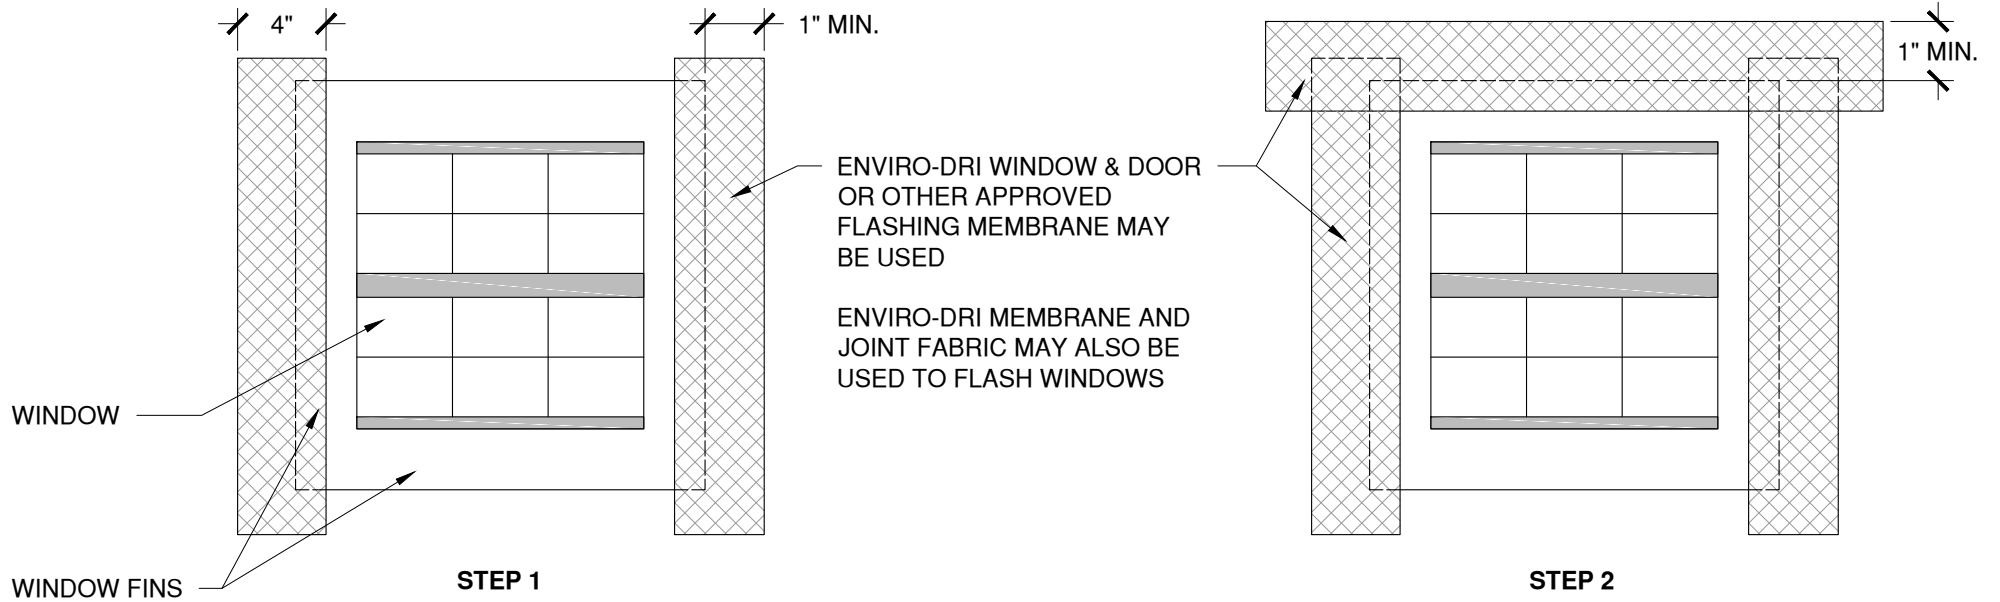 4"
1" MIN.
1" MIN.
ENVIRO-DRI WINDOW & DOOR
OR OTHER APPROVED
FLASHING MEMBRANE MAY
BE USED
ENVIRO-DRI MEMBRANE AND
JOINT FABRIC MAY ALSO BE
USED TO FLASH WINDOWS
WINDOW
WINDOW FINS
STEP 1
STEP 2